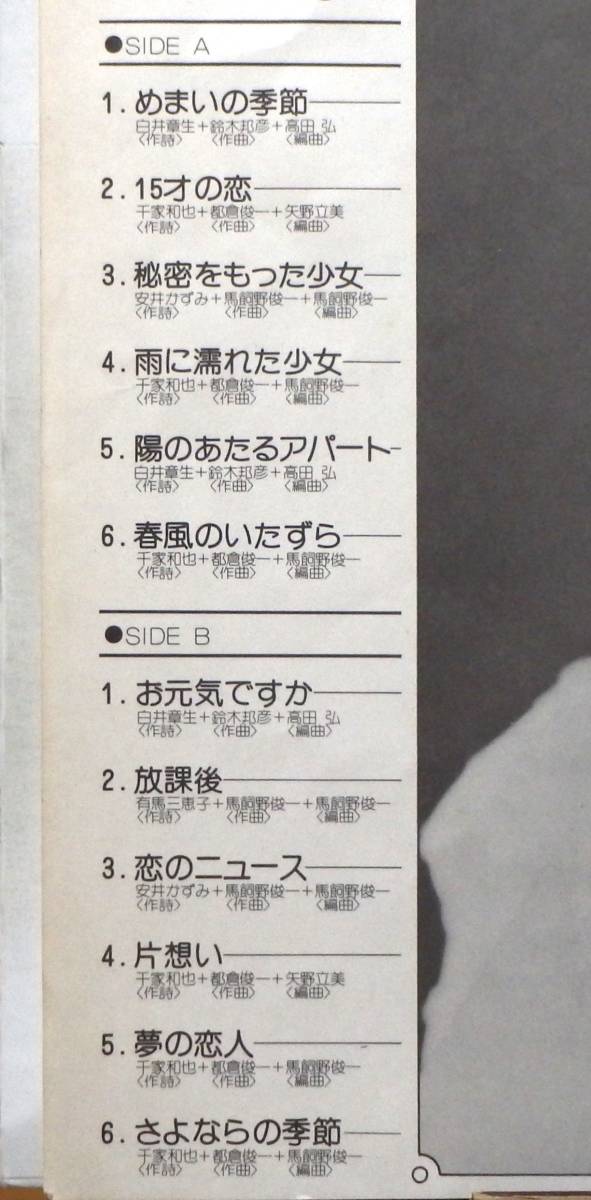 ●SIDE A
1. めまいの季節
白井章生+鈴木邦彦+高田 弘
〈作詩〉 〈作曲〉 〈編曲〉
2. 15才の恋
千家和也+都倉俊一+矢野立美
〈作詩〉 〈作曲〉 〈編曲〉
3. 秘密をもった少女
安井かずみ+馬飼野俊一+馬飼野俊一
〈作詩〉 〈作曲〉 〈編曲〉
4. 雨に濡れた少女
千家和也+都倉俊一+馬飼野俊一
〈作詩〉 〈作曲〉 〈編曲〉
5. 陽のあたるアパート
白井章生+鈴木邦彦+高田 弘
〈作詩〉 〈作曲〉 〈編曲〉
6. 春風のいたずら
千家和也+都倉俊一+馬飼野俊一
〈作詩〉 〈作曲〉 〈編曲〉
●SIDE B
1. お元気ですか
白井章生+鈴木邦彦+高田 弘
〈作詩〉 〈作曲〉 〈編曲〉
2. 放課後
有馬三恵子+馬飼野俊一+馬飼野俊一
〈作詩〉 〈作曲〉 〈編曲〉
3. 恋のニュース
安井かずみ+馬飼野俊一+馬飼野俊一
〈作詩〉 〈作曲〉 〈編曲〉
4. 片想い
千家和也+都倉俊一+矢野立美
〈作詩〉 〈作曲〉 〈編曲〉
5. 夢の恋人
千家和也+都倉俊一+馬飼野俊一
〈作詩〉 〈作曲〉 〈編曲〉
6. さよならの季節
千家和也+都倉俊一+馬飼野俊一
〈作詩〉 〈作曲〉 〈編曲〉